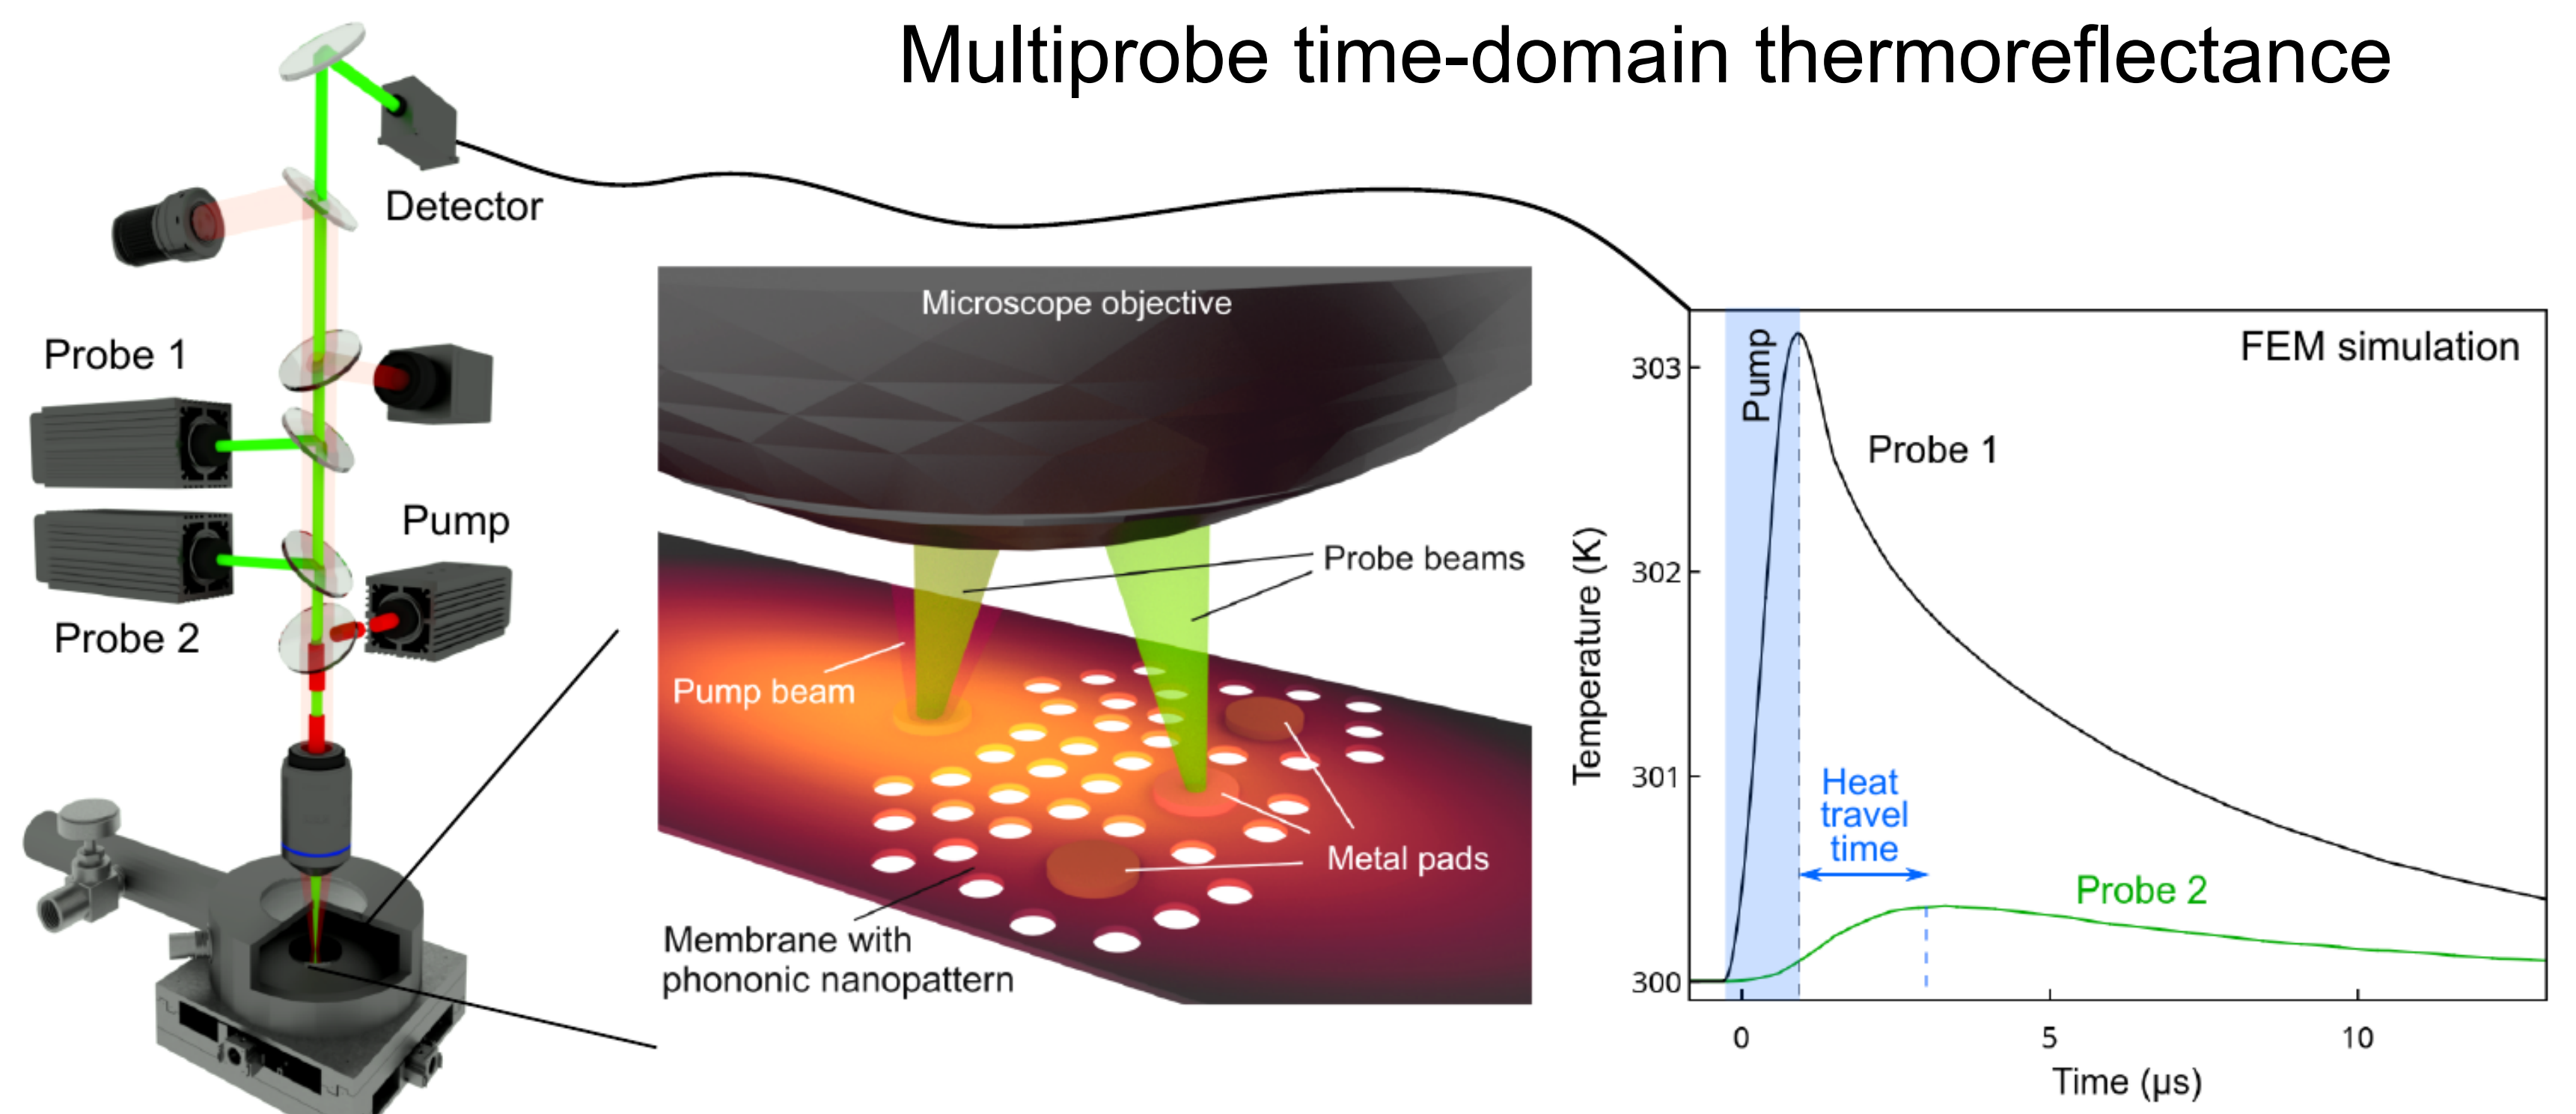 Multiprobe time-domain thermoreflectance
Detector
Probe 1
Probe 2
Pump
Microscope objective
Probe beams
Pump beam
Metal pads
Membrane with
phononic nanopattern
FEM simulation
Pump
Probe 1
Heat
travel
time
Probe 2
Temperature (K)
303
302
301
300
0
5
10
Time (µs)